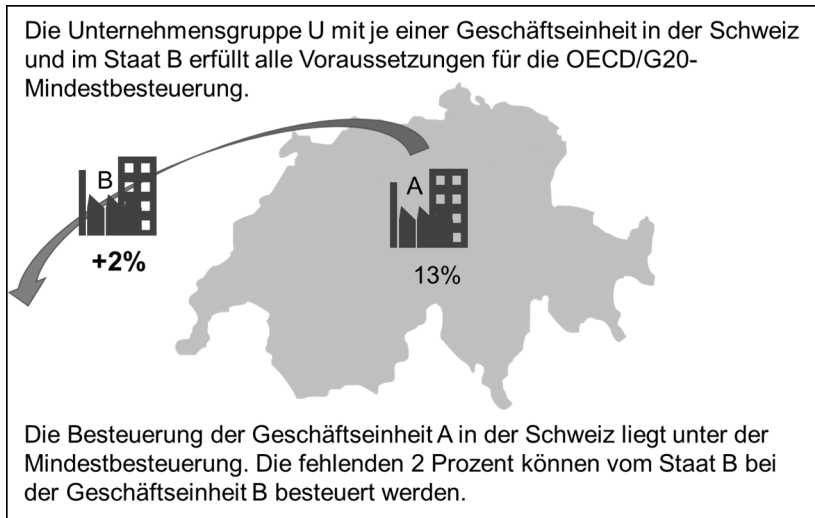 Die Unternehmensgruppe U mit je einer Geschäftseinheit in der Schweiz
und im Staat B erfüllt alle Voraussetzungen für die OECD/G20-
Mindestbesteuerung.
B
A
+2%
13%
Die Besteuerung der Geschäftseinheit A in der Schweiz liegt unter der
Mindestbesteuerung. Die fehlenden 2 Prozent können vom Staat B bei
der Geschäftseinheit B besteuert werden.